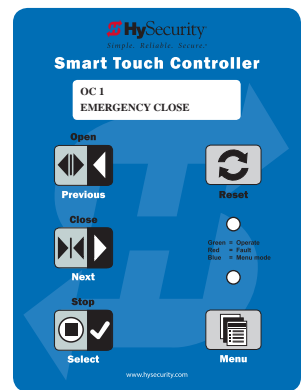 HySecurity
Simple. Reliable. Secure.
Smart Touch Controller
OC 1
EMERGENCY CLOSE
Open
Previous
Reset
Close
Next
Green = Operate
Red = Fault
Blue = Menu mode
Stop
Select
Menu
www.hysecurity.com